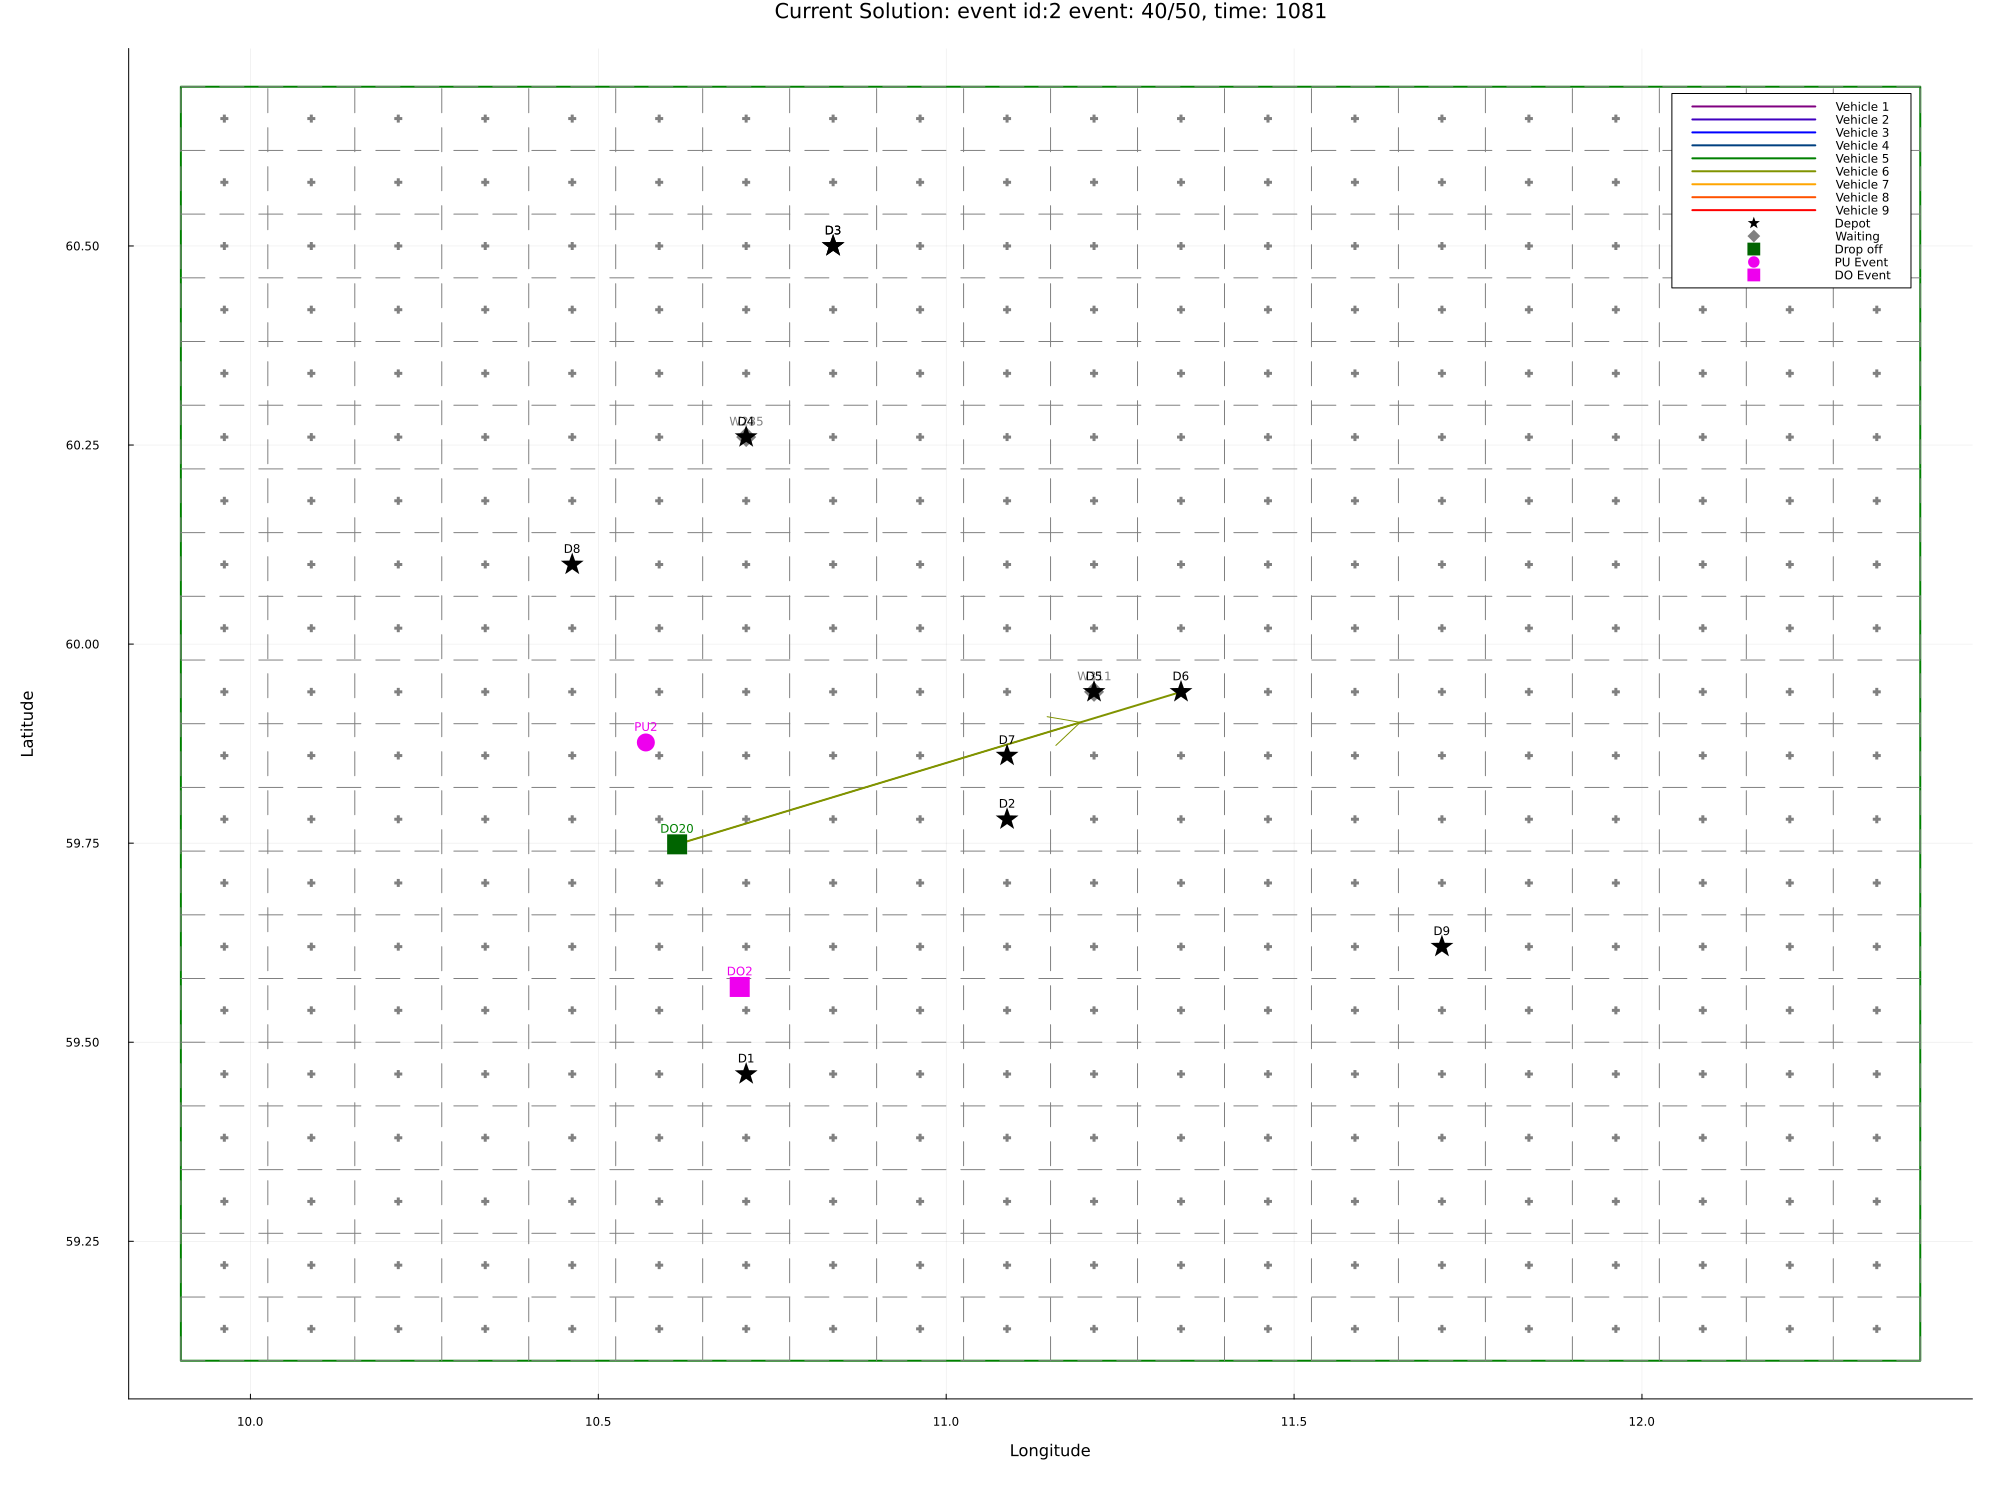 Current Solution: event id:2 event: 40/50, time: 1081
Vehicle 1
Vehicle 2
Vehicle 3
Vehicle 4
Vehicle 5
Vehicle 6
Vehicle 7
Vehicle 8
Vehicle 9
Depot
Waiting
Drop off
PU Event
DO Event
D3
60.50
D4
60.25
D8
60.00
D5
D6
PU2
D7
D2
DO20
59.75
D9
DO2
59.50
D1
59.25
Latitude
10.0
10.5
11.0
11.5
12.0
Longitude